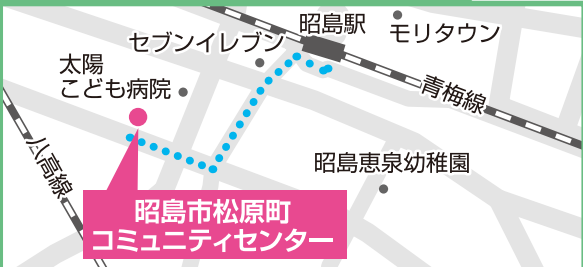 昭島駅
モリタウン
セブンイレブン
太陽
こども病院
青梅線
八高線
昭島恵泉幼稚園
昭島市松原町
コミュニティセンター